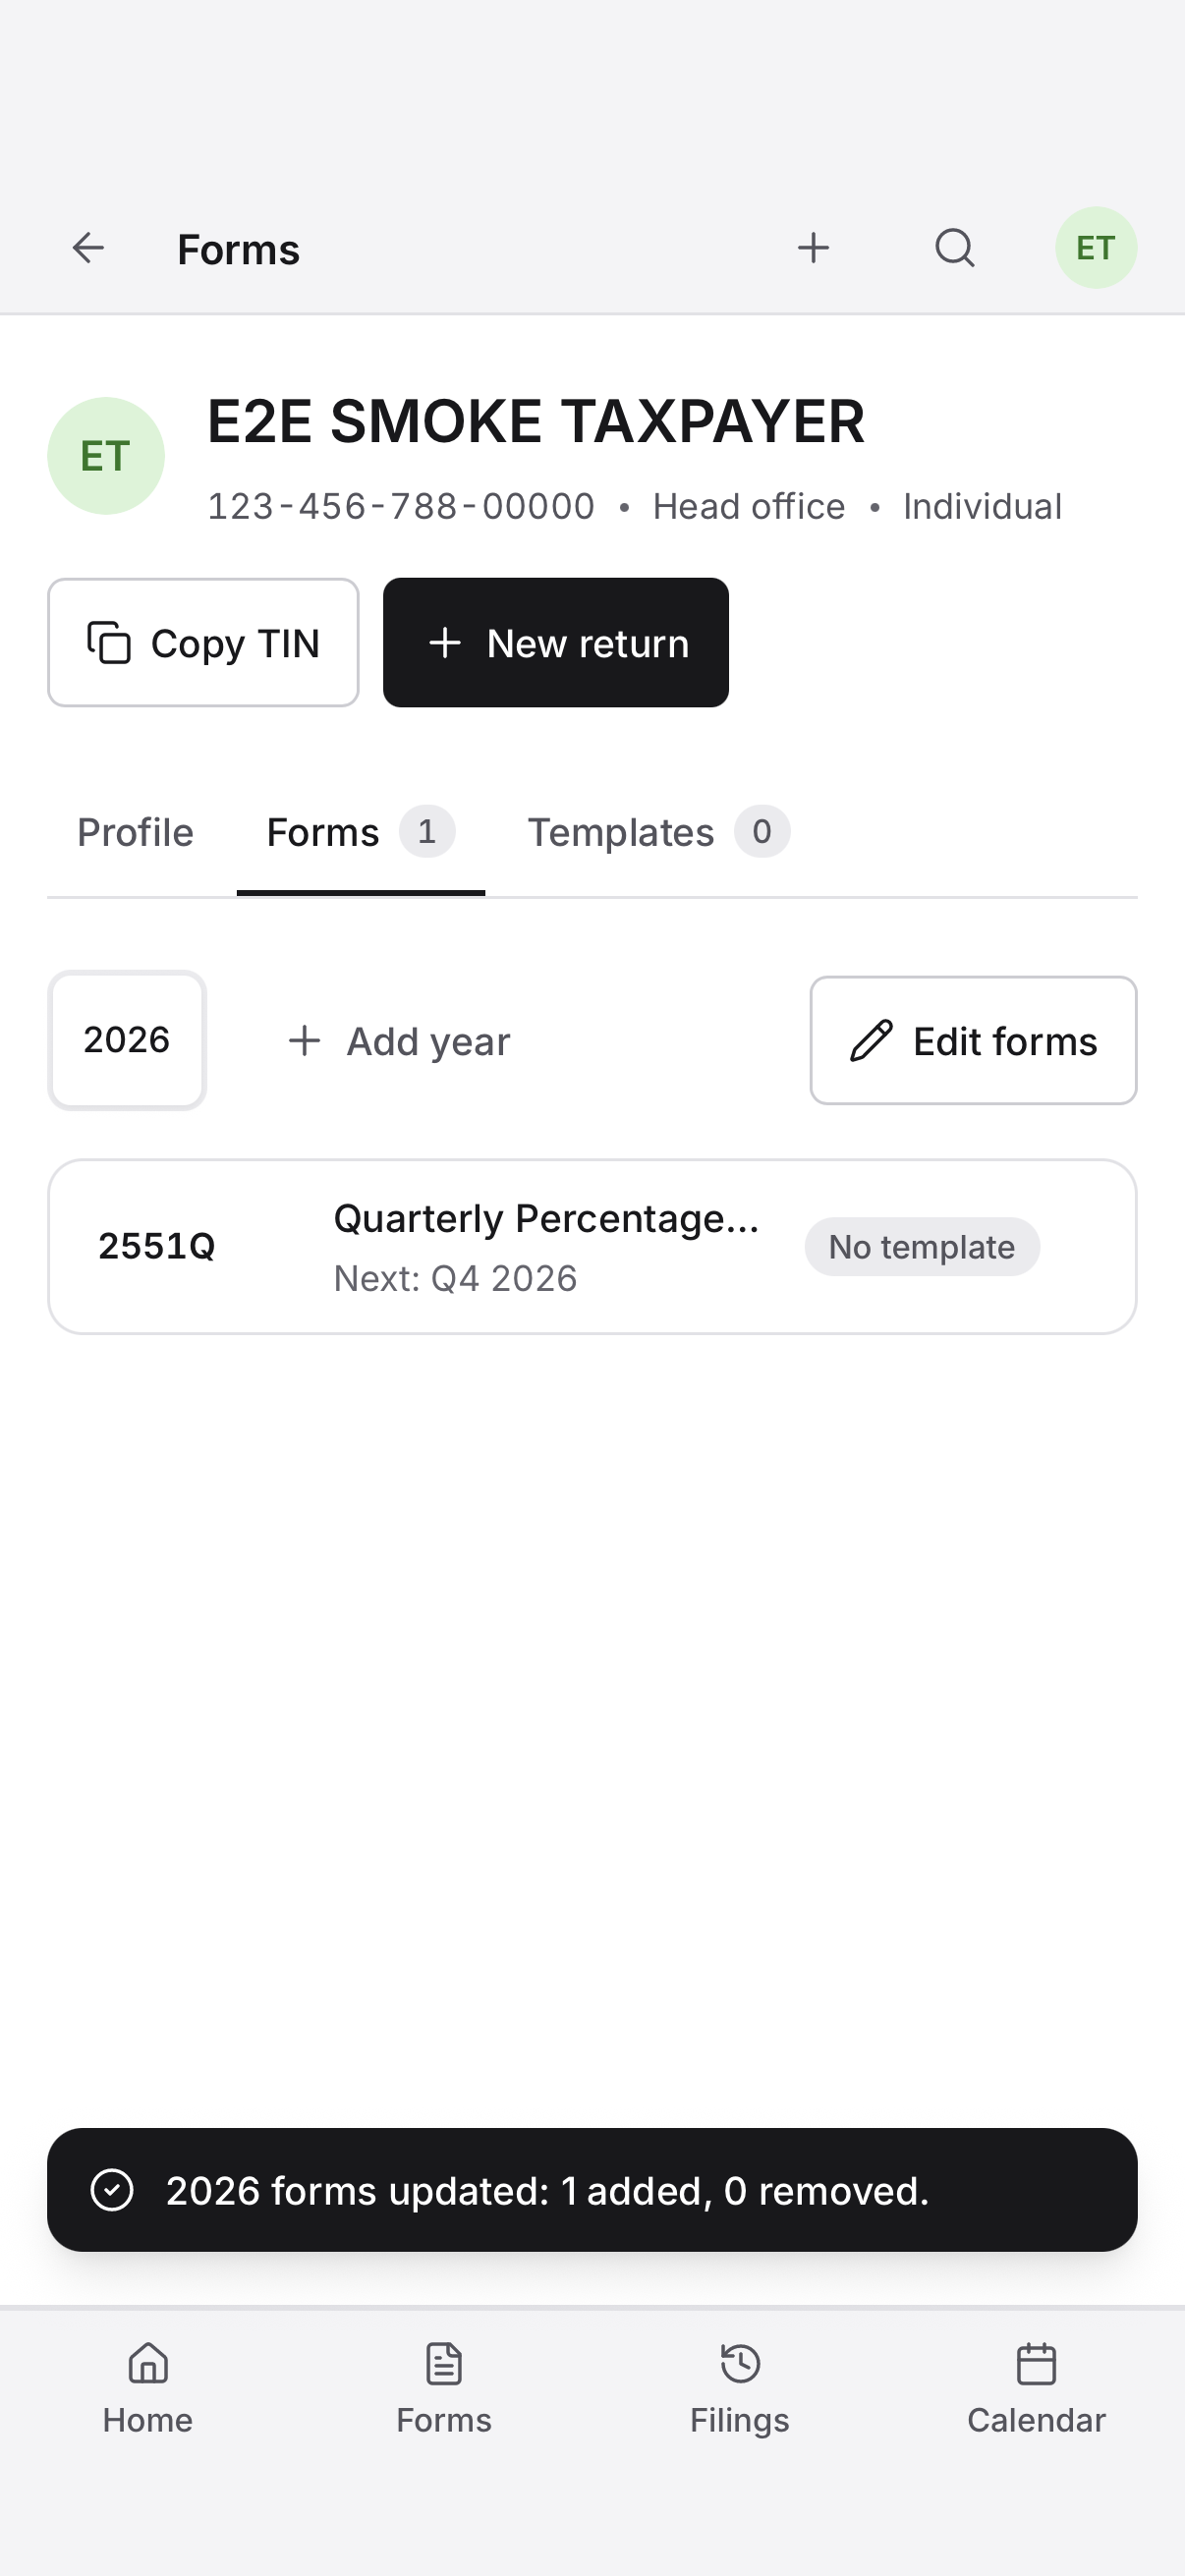 Forms
ET
ET
E2E SMOKE TAXPAYER
123-456-788-00000 • Head office • Individual
Copy TIN
New return
Profile
Forms 1
Templates 0
2026
Add year
Edit forms
2551Q
Quarterly Percentage...
Next: Q4 2026
No template
2026 forms updated: 1 added, 0 removed.
Home
Forms
Filings
Calendar